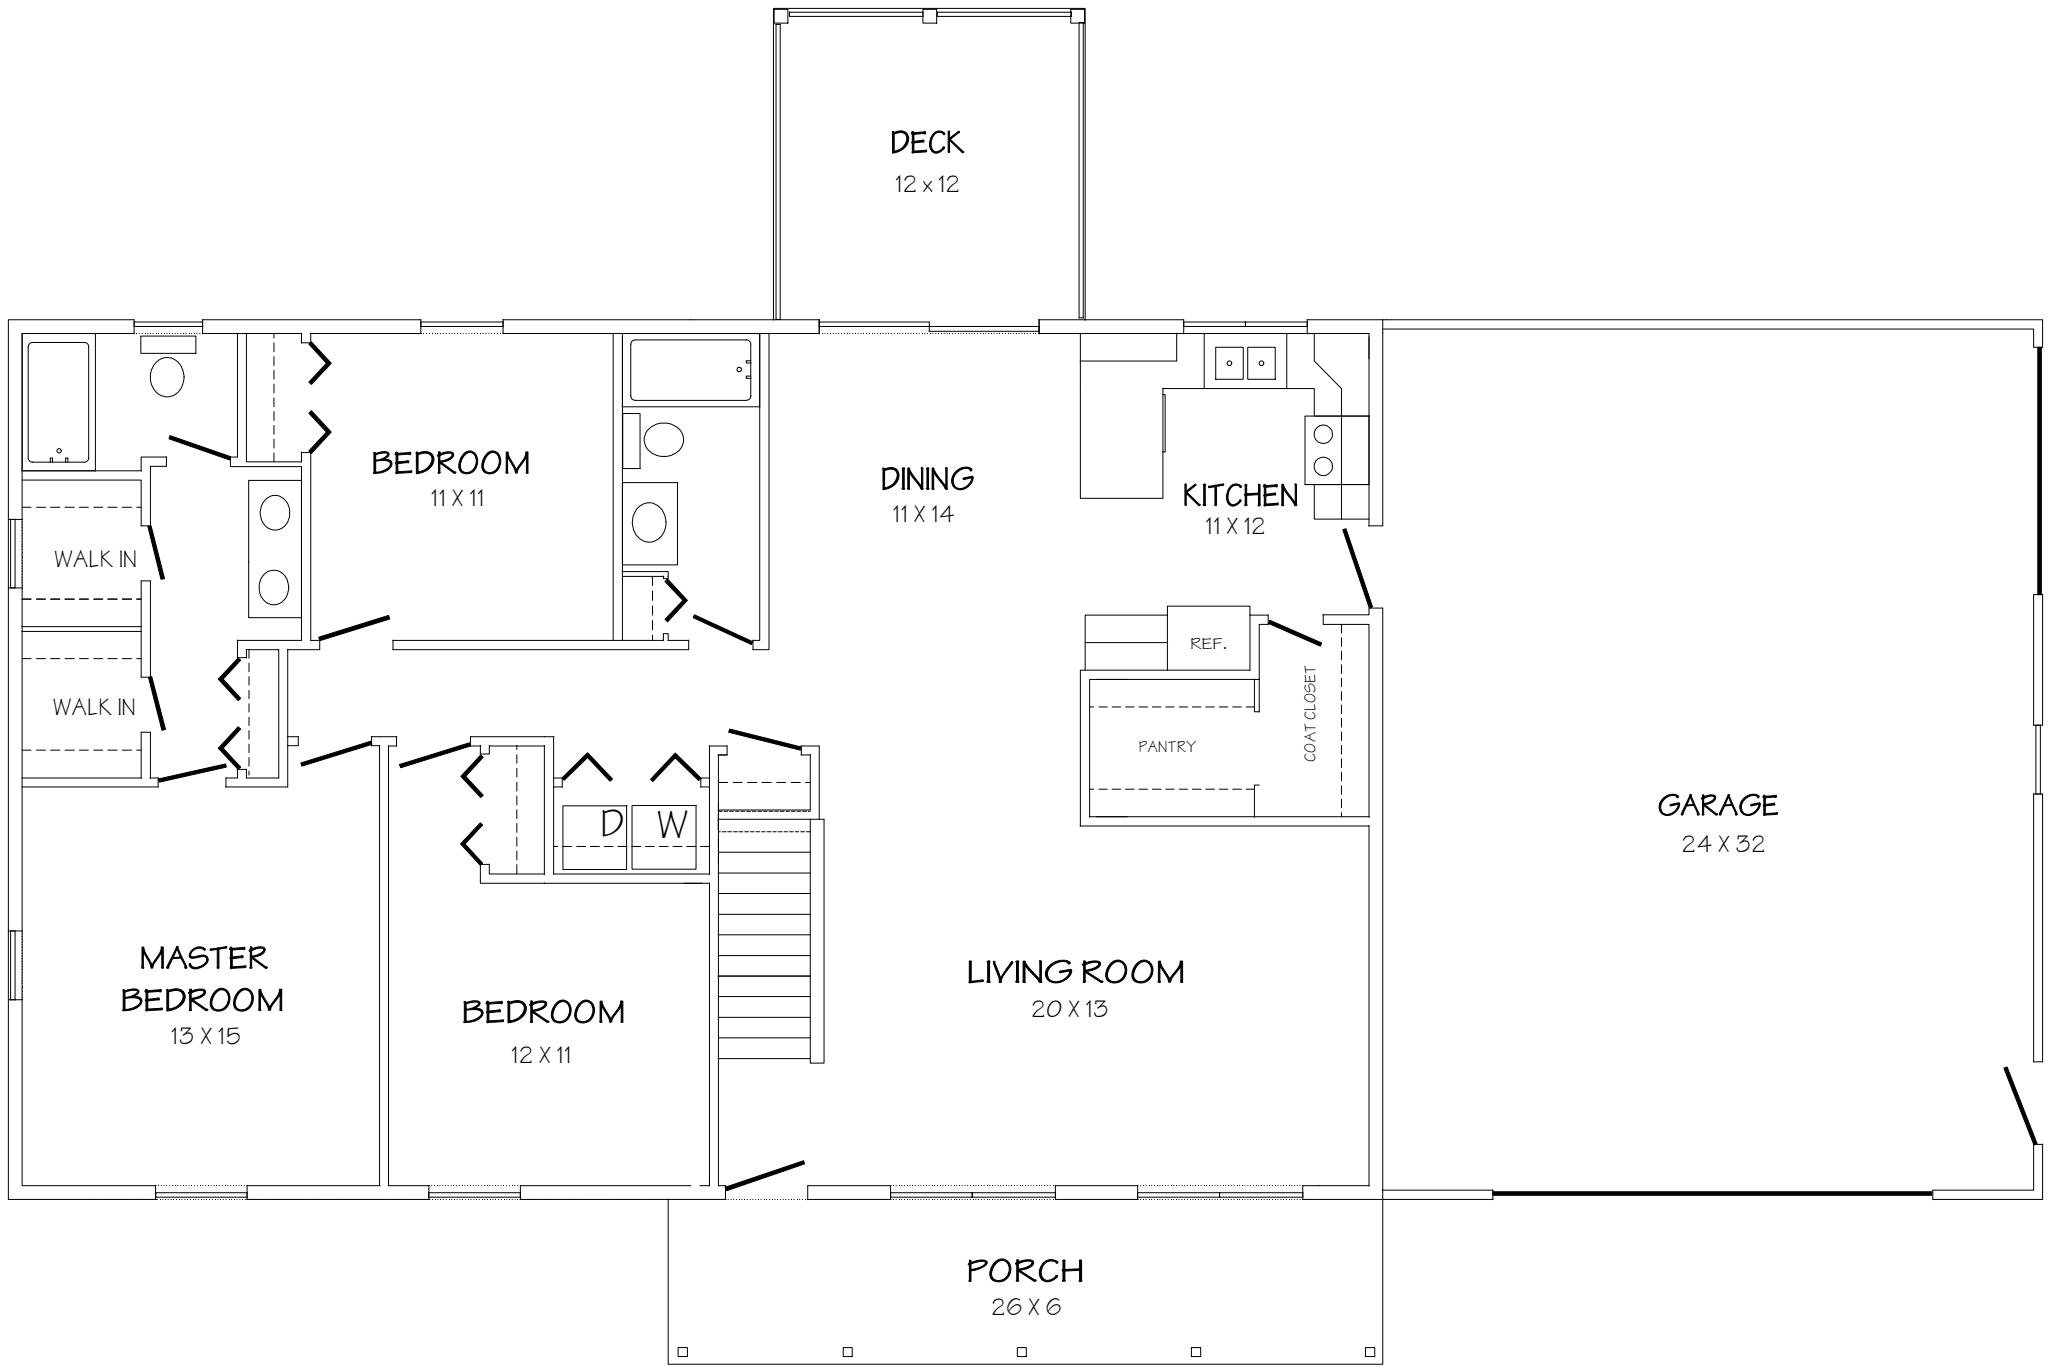 DECK
12 x 12
BEDROOM
11 X 11
DINING
11 X 14
KITCHEN
11 X 12
WALK IN
WALK IN
REF.
COAT CLOSET
PANTRY
D W
GARAGE
24 X 32
MASTER
BEDROOM
13 X 15
BEDROOM
12 X 11
LIVING ROOM
20 X 13
PORCH
26 X 6